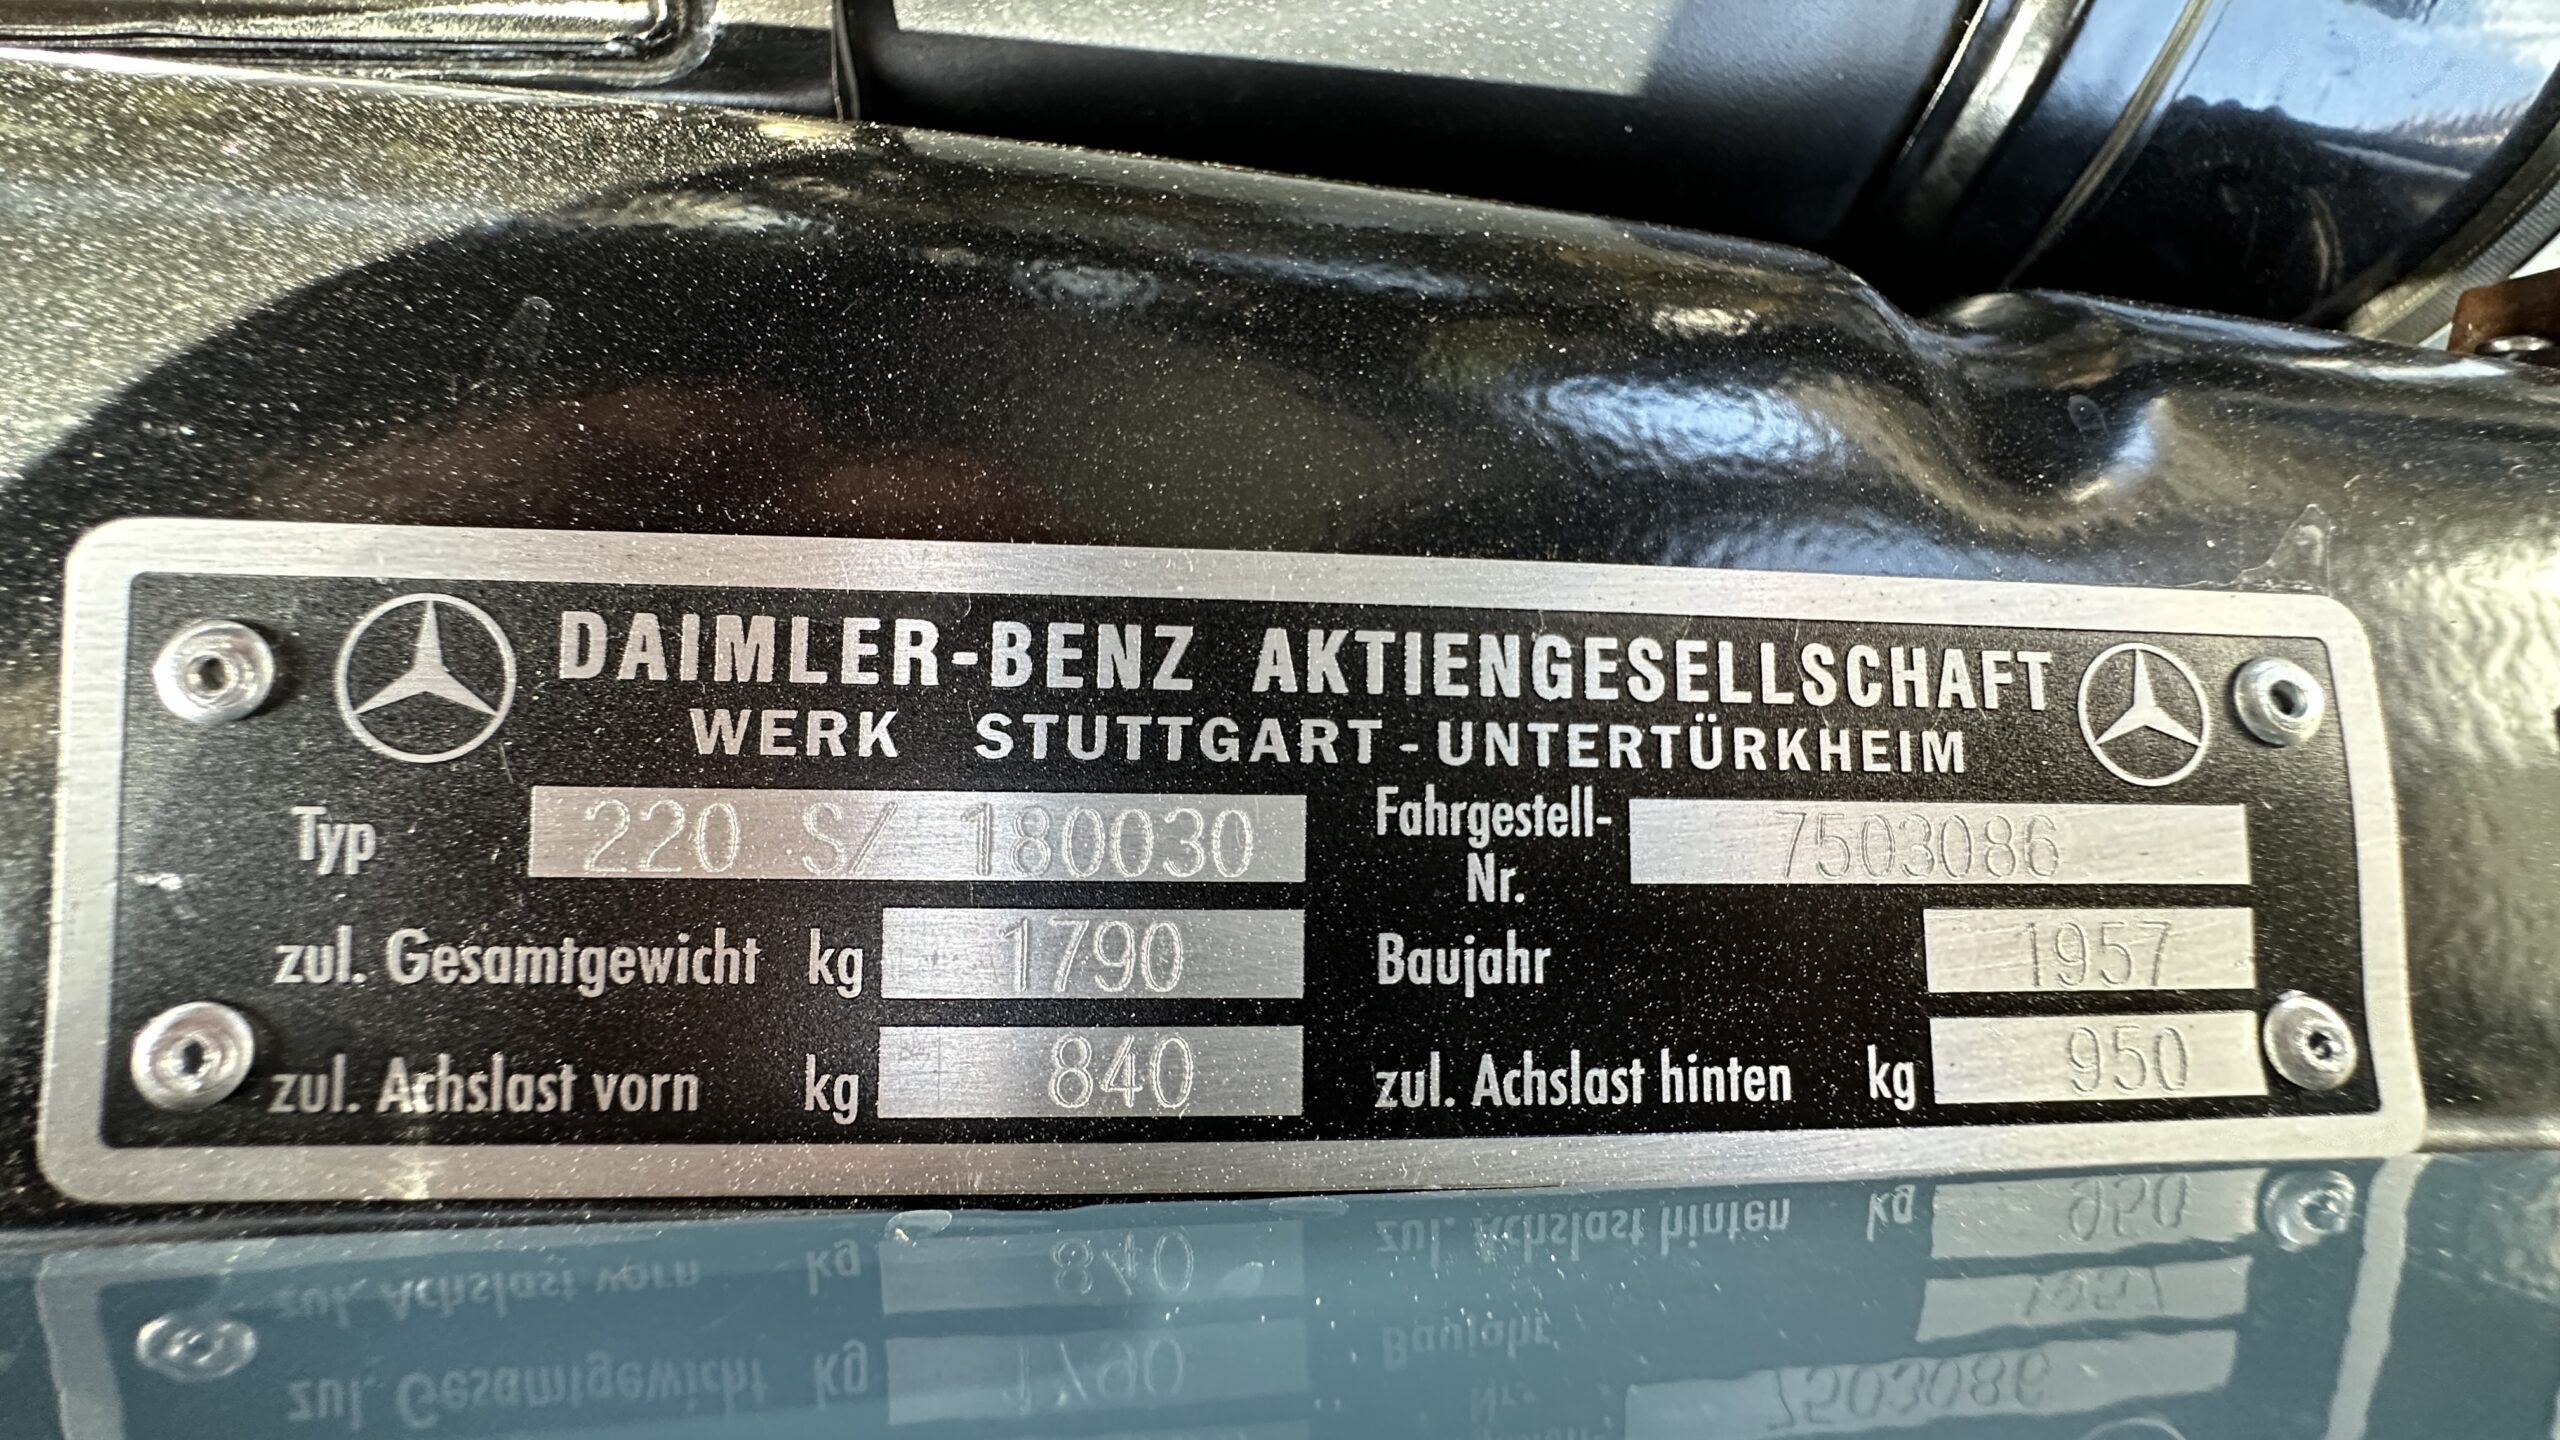 DAIMLER-BENZ AKTIENGESELLSCHAFT
WERK STUTTGART-UNTERTÜRKHEIM
Typ 220 S/ 180030
Fahrgestell-
Nr. 7503086
zul. Gesamtgewicht kg 1790
Baujahr 1957
zul. Achslast vorn kg 840
zul. Achslast hinten kg 950